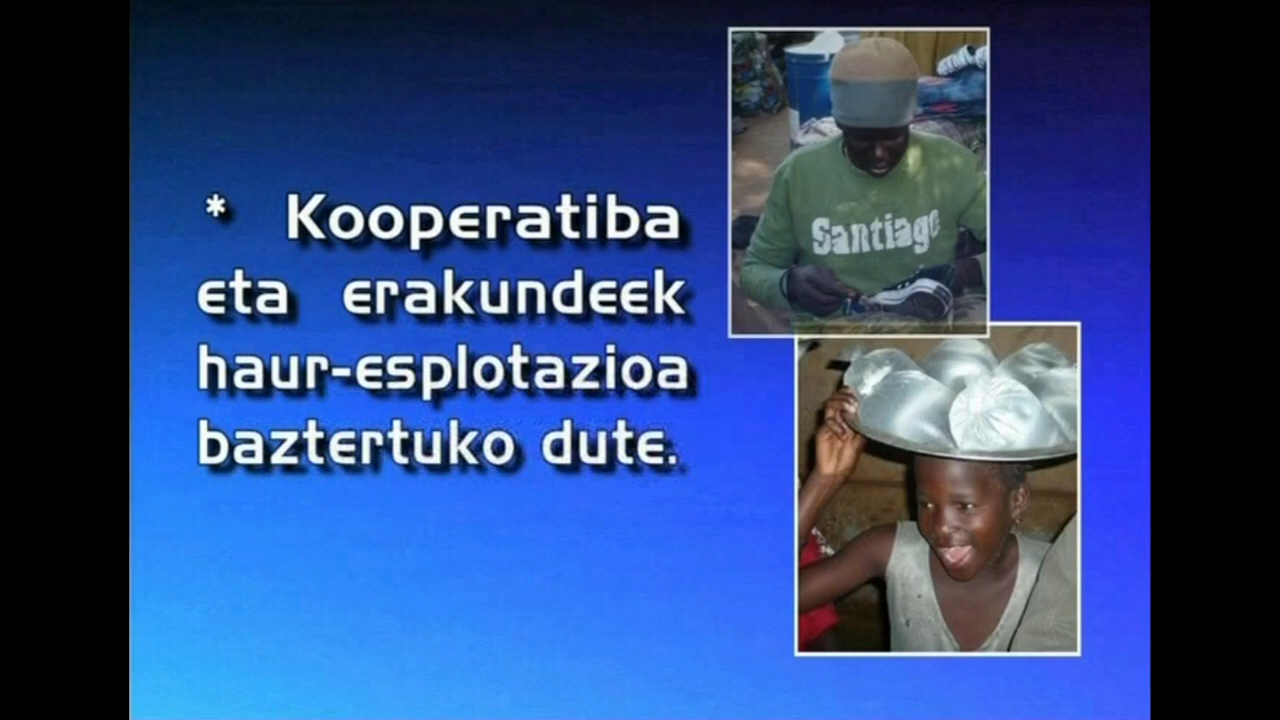 * Kooperatiba
eta erakundeek
haur-esplotazioa
baztertuko dute.
Santiago